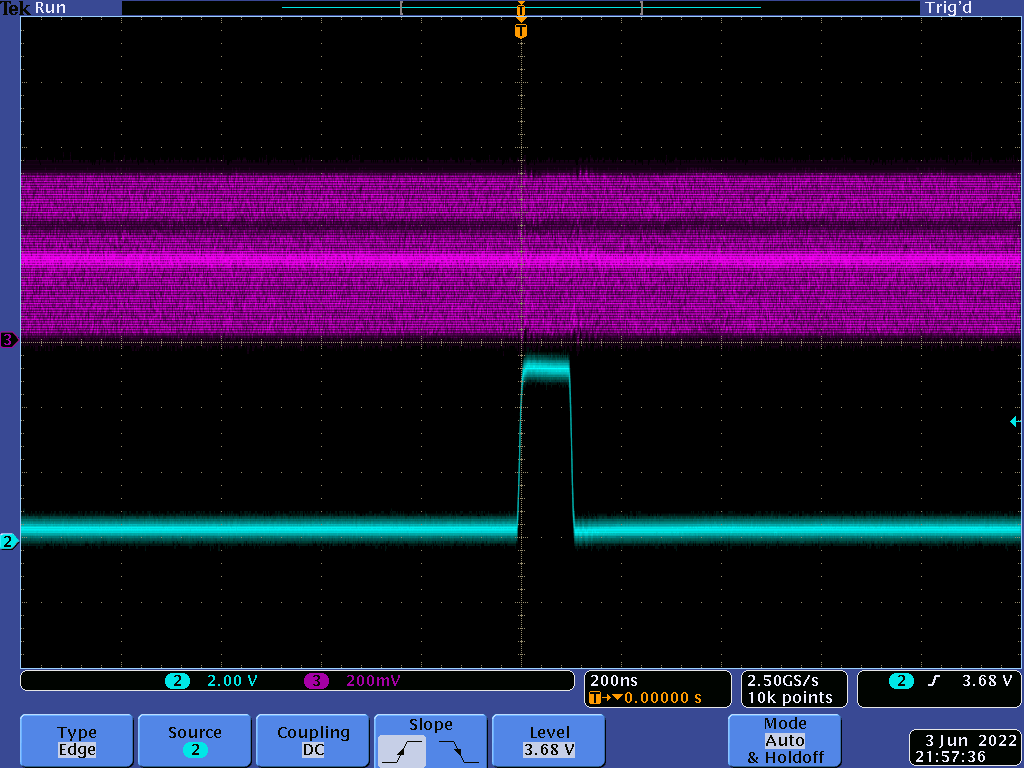 Tek Run Trig'd
T
T
3
2
2 2.00 V 3 200mV
200ns
T→▼0.00000 s
2.50GS/s
10k points
2 3.68 V
Type
Edge
Source
2
Coupling
DC
Slope
Level
3.68 V
Mode
Auto
& Holdoff
3 Jun 2022
21:57:36